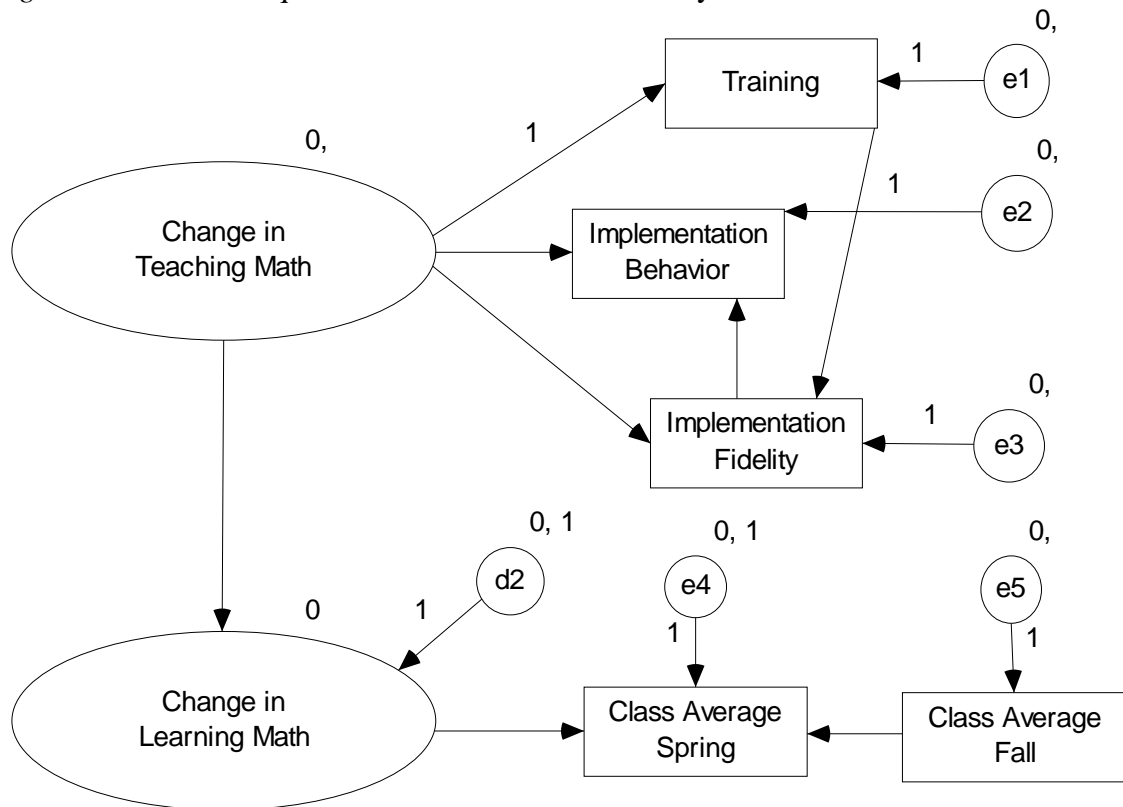 0,
Training
1
e1
1
0,
0,
1
e2
Change in
Teaching Math
Implementation
Behavior
0,
Implementation
Fidelity
1
e3
0, 1
0, 1
0,
d2
e4
e5
0
1
1
1
Change in
Learning Math
Class Average
Spring
Class Average
Fall